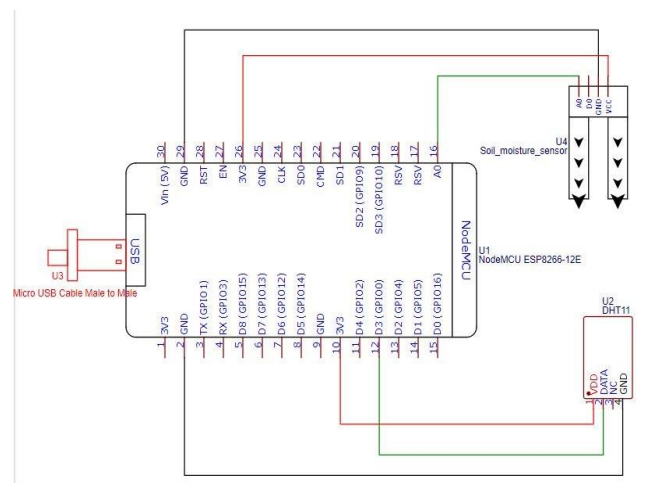 30 29 28 27 26 25 24 23 22 21 20 19 18 17 16
Vin (5V)
GND
RST
EN
3V3
GND
CLK
SD0
CMD
SD1
SD2 (GPIO9)
SD3 (GPIO10)
RSV
RSV
A0
A0
D0
GND
VCC
U4
Soil_moisture_sensor
USB
NodeMCU
U1
NodeMCU ESP8266-12E
U3
Micro USB Cable Male to Male
3V3
GND
TX (GPIO1)
RX (GPIO3)
D8 (GPIO15)
D7 (GPIO13)
D6 (GPIO12)
D5 (GPIO14)
GND
3V3
D4 (GPIO2)
D3 (GPIO0)
D2 (GPIO4)
D1 (GPIO5)
D0 (GPIO16)
1 2 3 4 5 6 7 8 9 10 11 12 13 14 15
U2
DHT11
VDD
DATA
NC
GND
1 2 3 4